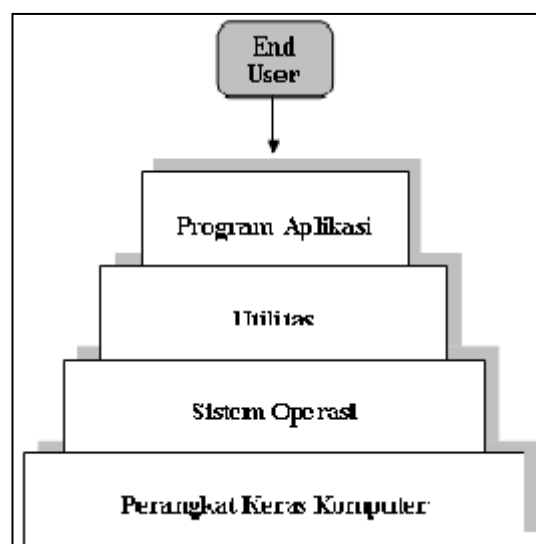 End
User
Program Aplikasi
Utilitas
Sistem Operasi
Perangkat Keras Komputer